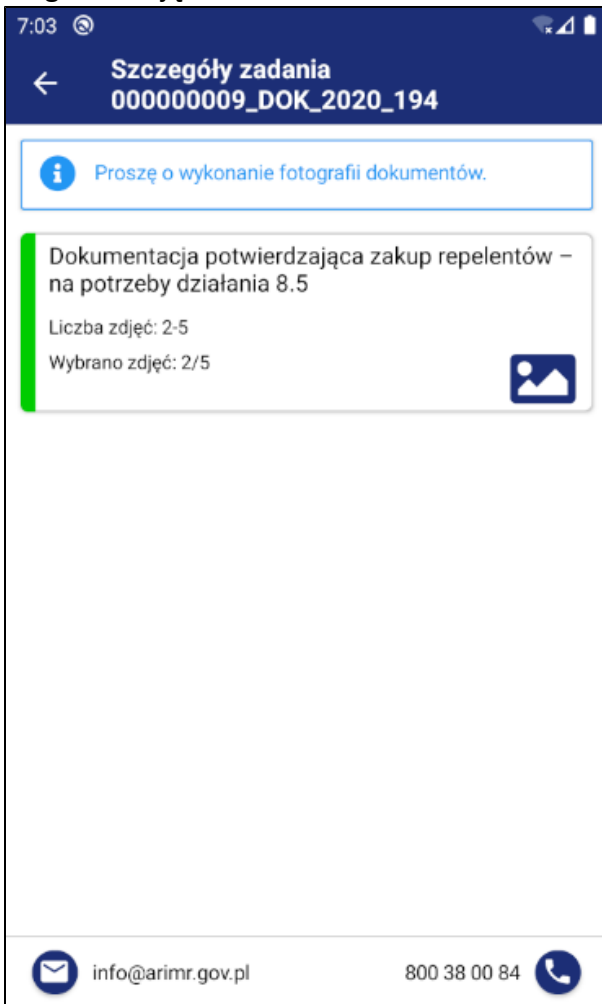 7:03
Szczegóły zadania
000000009_DOK_2020_194
Proszę o wykonanie fotografii dokumentów.
Dokumentacja potwierdzająca zakup repelentów –
na potrzeby działania 8.5
Liczba zdjęć: 2-5
Wybrano zdjęć: 2/5
info@arimr.gov.pl
800 38 00 84